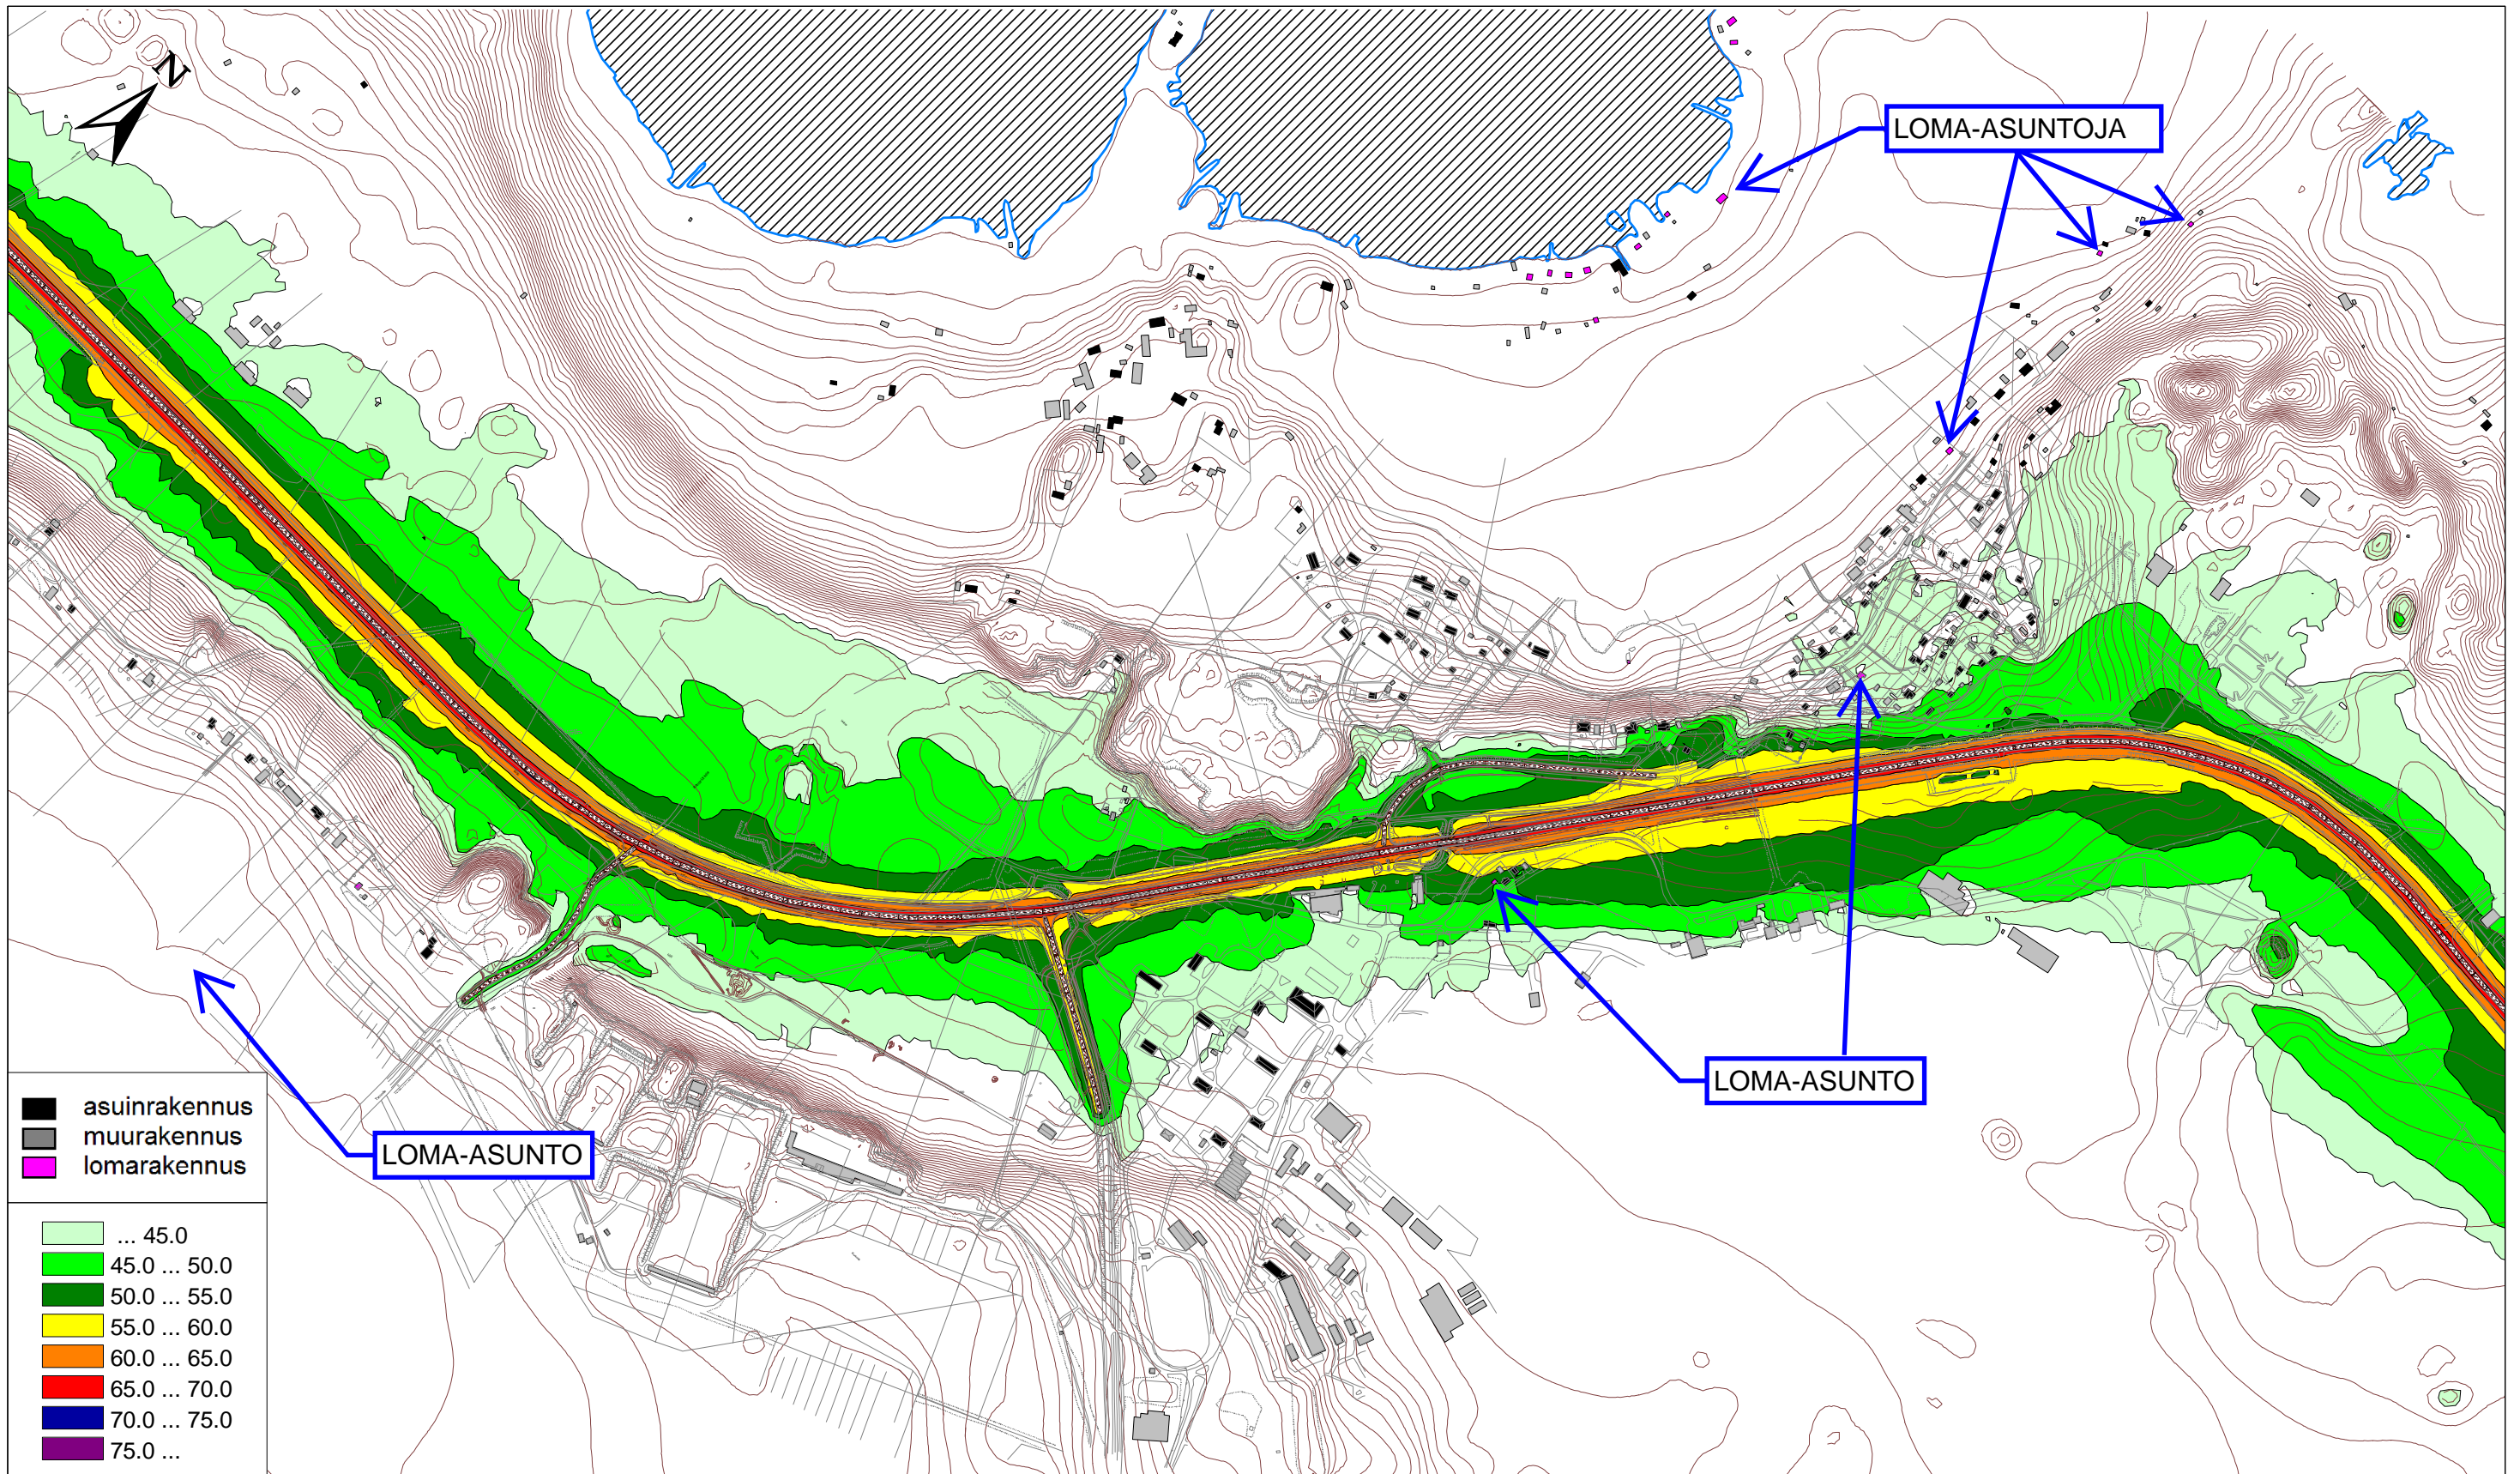 N
LOMA-ASUNTOJA
LOMA-ASUNTO
LOMA-ASUNTO
asuinrakennus
muurakennus
lomarakennus
... 45.0
45.0 ... 50.0
50.0 ... 55.0
55.0 ... 60.0
60.0 ... 65.0
65.0 ... 70.0
70.0 ... 75.0
75.0 ...